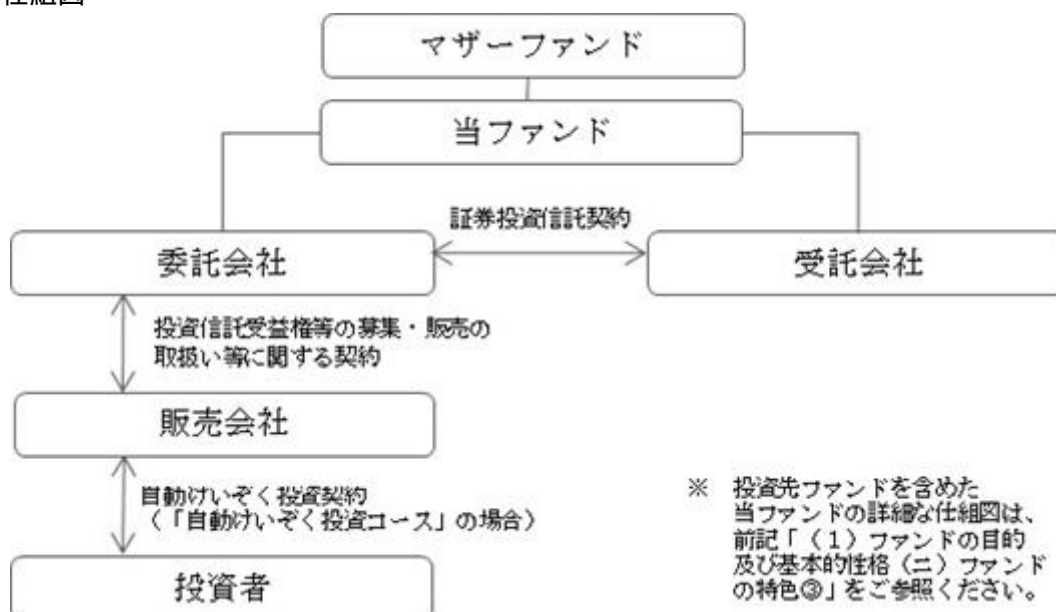 仕組図
マザーファンド
当ファンド
証券投資信託契約
委託会社
受託会社
投資信託受益権等の募集・販売の
取扱い等に関する契約
販売会社
自動けいぞく投資契約
（「自動けいぞく投資コース」の場合）
投資者
※ 投資先ファンドを含めた
当ファンドの詳細な仕組図は、
前記「（１）ファンドの目的
及び基本的性格（ニ）ファンド
の特色③」をご参照ください。